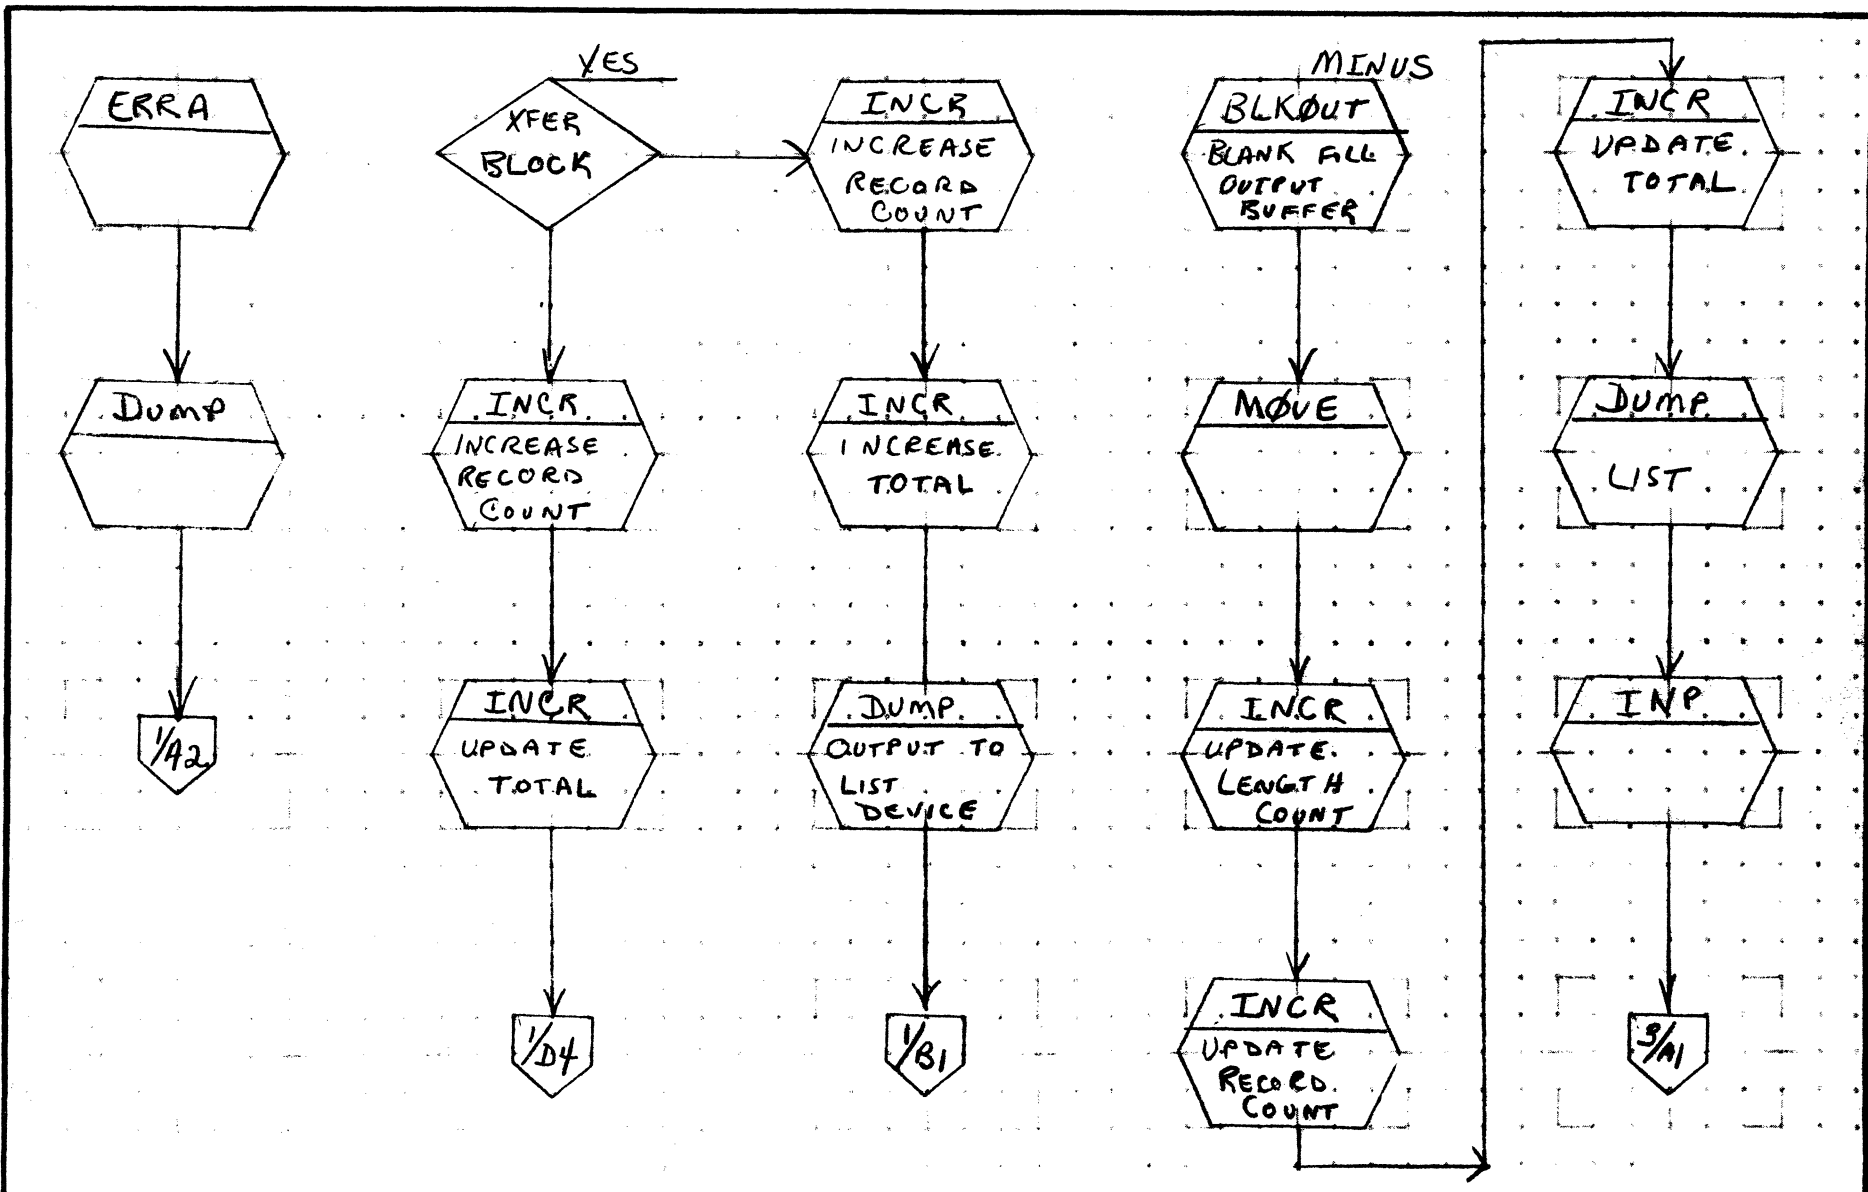 ERRA
DUMP
1/A2
YES
XFER
BLOCK
INCR
INCREASE
RECORD
COUNT
INCR
UPDATE
TOTAL
1/D4
INCR
INCREASE
RECORD
COUNT
INCR
INCREASE
TOTAL
DUMP
OUTPUT TO
LIST
DEVICE
1/B1
MINUS
BLKØUT
BLANK FILL
OUTPUT
BUFFER
MØVE
INCR
UPDATE
LENGTH
COUNT
INCR
UPDATE
RECORD
COUNT
INCR
UPDATE
TOTAL
DUMP
LIST
INP
3/A1